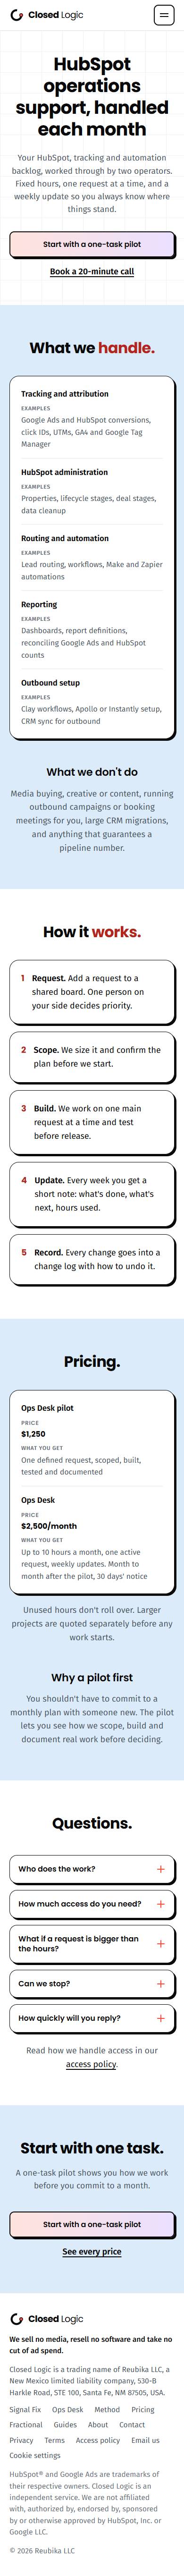 Closed Logic
HubSpot
operations
support, handled
each month
Your HubSpot, tracking and automation
backlog, worked through by two operators.
Fixed hours, one request at a time, and a
weekly update so you always know where
things stand.
Start with a one-task pilot
Book a 20-minute call
What we handle.
Tracking and attribution
EXAMPLES
Google Ads and HubSpot conversions,
click IDs, UTMs, GA4 and Google Tag
Manager
HubSpot administration
EXAMPLES
Properties, lifecycle stages, deal stages,
data cleanup
Routing and automation
EXAMPLES
Lead routing, workflows, Make and Zapier
automations
Reporting
EXAMPLES
Dashboards, report definitions,
reconciling Google Ads and HubSpot
counts
Outbound setup
EXAMPLES
Clay workflows, Apollo or Instantly setup,
CRM sync for outbound
What we don't do
Media buying, creative or content, running
outbound campaigns or booking
meetings for you, large CRM migrations,
and anything that guarantees a
pipeline number.
How it works.
1 Request. Add a request to a
shared board. One person on
your side decides priority.
2 Scope. We size it and confirm the
plan before we start.
3 Build. We work on one main
request at a time and test
before release.
4 Update. Every week you get a
short note: what's done, what's
next, hours used.
5 Record. Every change goes into a
change log with how to undo it.
Pricing.
Ops Desk pilot
PRICE
$1,250
WHAT YOU GET
One defined request, scoped, built,
tested and documented
Ops Desk
PRICE
$2,500/month
WHAT YOU GET
Up to 10 hours a month, one active
request, weekly updates. Month to
month after the pilot, 30 days' notice
Unused hours don't roll over. Larger
projects are quoted separately before any
work starts.
Why a pilot first
You shouldn't have to commit to a
monthly plan with someone new. The pilot
lets you see how we scope, build and
document real work before deciding.
Questions.
Who does the work?
How much access do you need?
What if a request is bigger than
the hours?
Can we stop?
How quickly will you reply?
Read how we handle access in our
access policy.
Start with one task.
A one-task pilot shows you how we work
before you commit to a month.
Start with a one-task pilot
See every price
Closed Logic
We sell no media, resell no software and take no
cut of ad spend.
Closed Logic is a trading name of Reubika LLC, a
New Mexico limited liability company, 530-B
Harkle Road, STE 100, Santa Fe, NM 87505, USA.
Signal Fix Ops Desk Method Pricing
Fractional Guides About Contact
Privacy Terms Access policy Email us
Cookie settings
HubSpot® and Google Ads are trademarks of
their respective owners. Closed Logic is an
independent service. We are not affiliated
with, authorized by, endorsed by, sponsored
by or otherwise approved by HubSpot, Inc. or
Google LLC.
© 2026 Reubika LLC